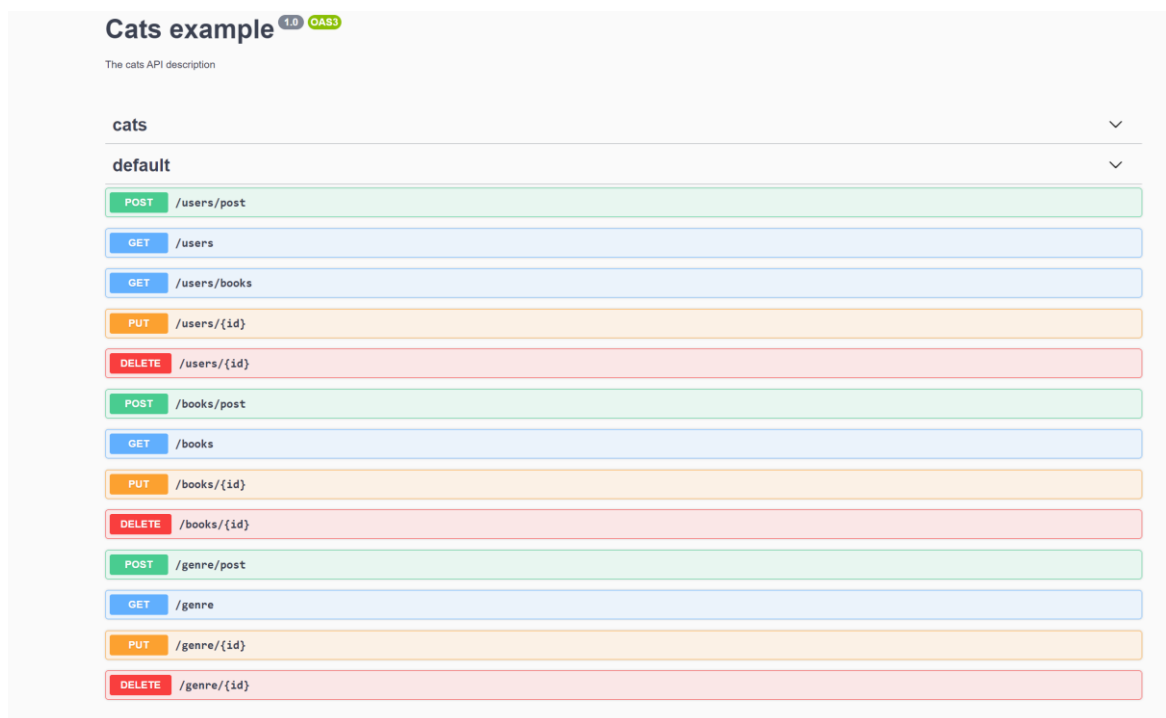 Cats example 1.0 OAS3
The cats API description
cats
default
POST /users/post
GET /users
GET /users/books
PUT /users/{id}
DELETE /users/{id}
POST /books/post
GET /books
PUT /books/{id}
DELETE /books/{id}
POST /genre/post
GET /genre
PUT /genre/{id}
DELETE /genre/{id}